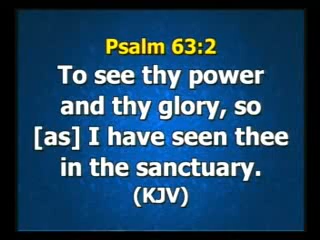 Psalm 63:2
To see thy power
and thy glory, so
[as] I have seen thee
in the sanctuary.
(KJV)